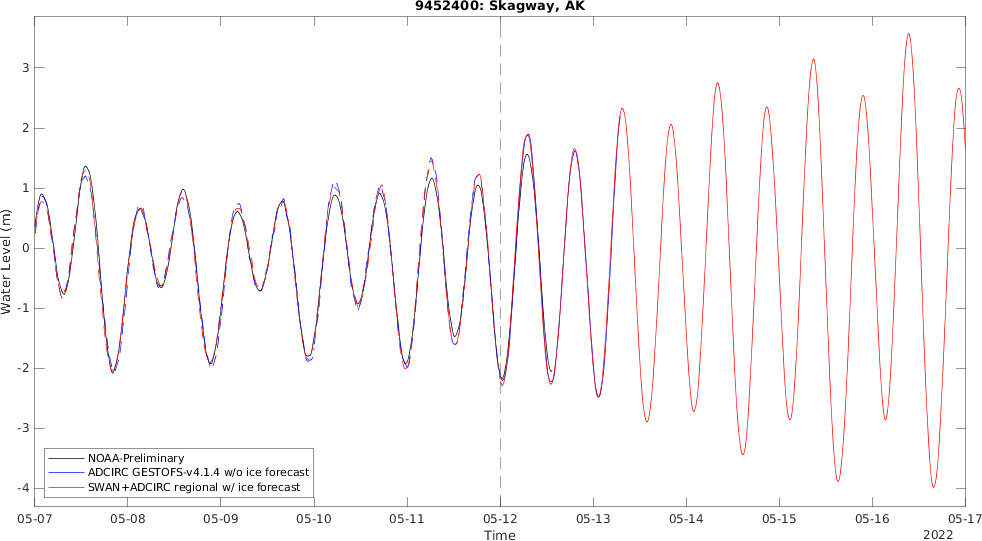 9452400: Skagway, AK
Water Level (m)
3
2
1
0
-1
-2
-3
-4
NOAA-Preliminary
ADCIRC GESTOFS-v4.1.4 w/o ice forecast
SWAN+ADCIRC regional w/ ice forecast
05-07 05-08 05-09 05-10 05-11 05-12 05-13 05-14 05-15 05-16 05-17
Time
2022